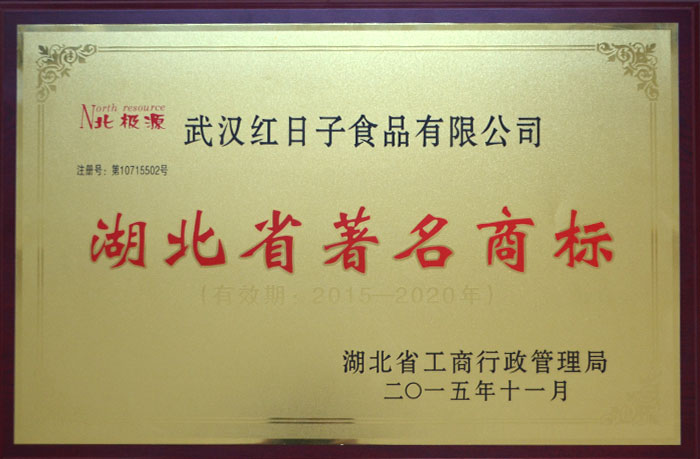 North resource
北极源
武汉红日子食品有限公司
注册号：第10715502号
湖北省著名商标
(有效期：2015—2020年)
湖北省工商行政管理局
二〇一五年十一月